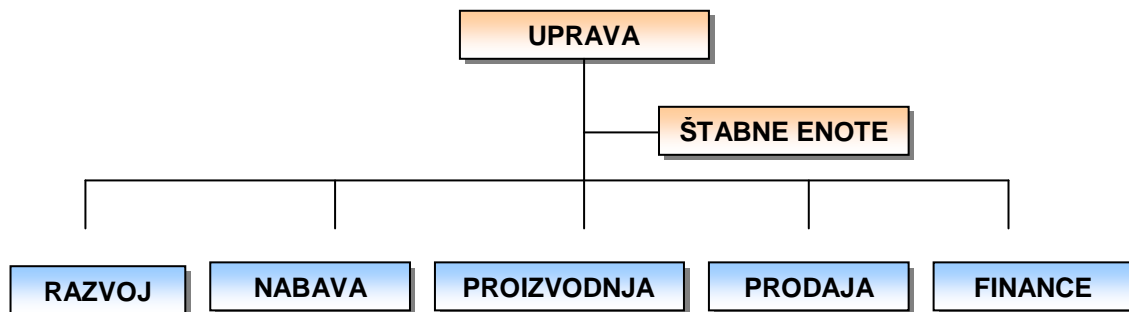 UPRAVA
ŠTABNE ENOTE
RAZVOJ
NABAVA
PROIZVODNJA
PRODAJA
FINANCE